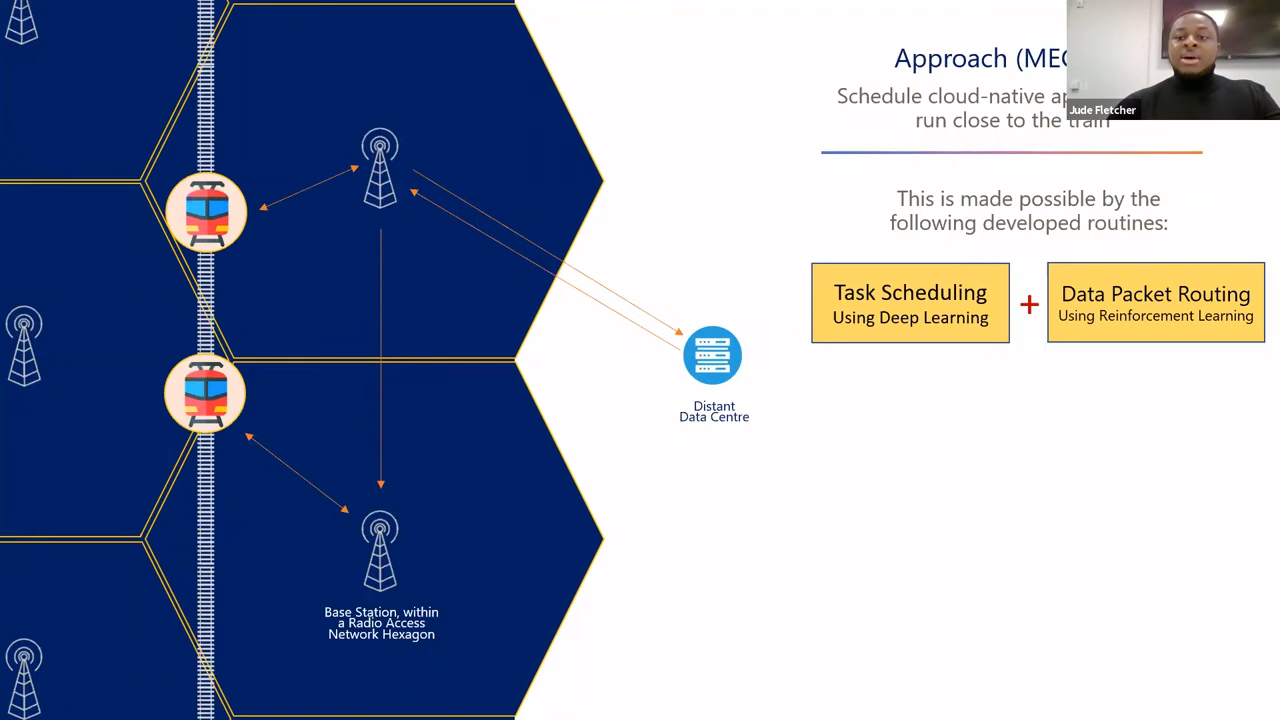 Approach (MEC
Schedule cloud-native ap
run close to the train
Jude Fletcher
This is made possible by the
following developed routines:
Task Scheduling
Using Deep Learning
+
Data Packet Routing
Using Reinforcement Learning
Distant
Data Centre
Base Station, within
a Radio Access
Network Hexagon